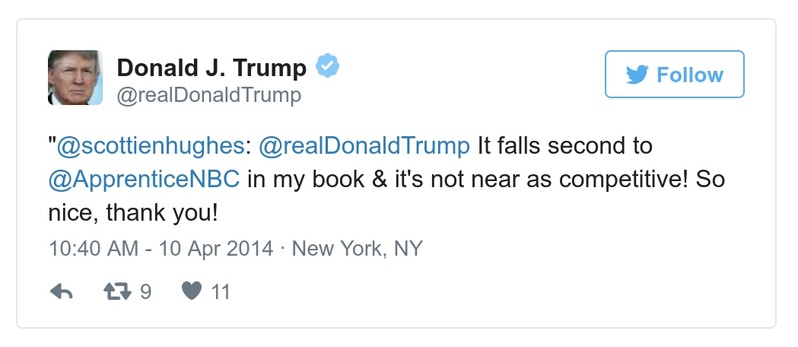 Donald J. Trump
Follow
@realDonaldTrump
"@scottienhughes: @realDonaldTrump It falls second to
@ApprenticeNBC in my book & it's not near as competitive! So
nice, thank you!
10:40 AM - 10 Apr 2014 · New York, NY
9 11